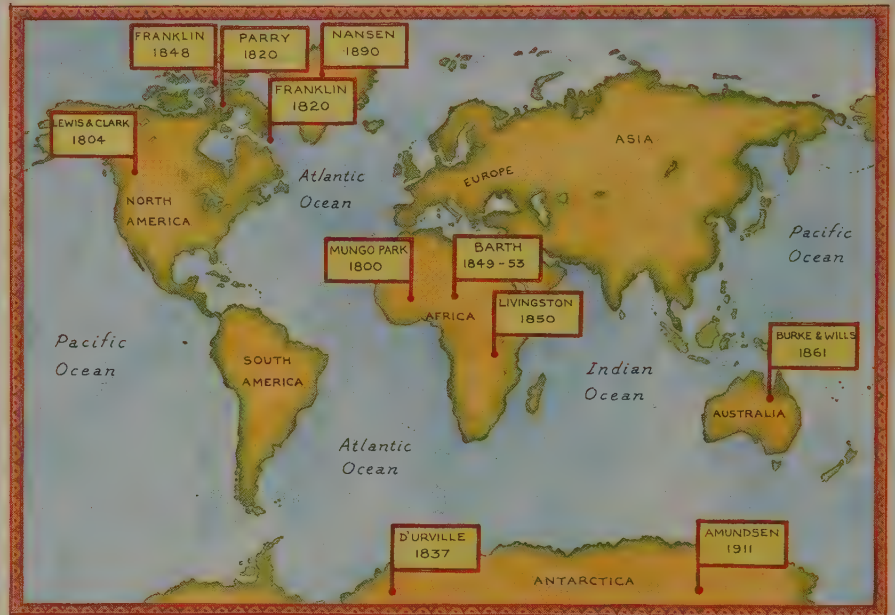 FRANKLIN
1848
PARRY
1820
NANSEN
1890
FRANKLIN
1820
LEWIS & CLARK
1804
ASIA
EUROPE
Atlantic
Ocean
NORTH
AMERICA
Pacific
Ocean
MUNGO PARK
1800
BARTH
1849-53
LIVINGSTON
1850
AFRICA
BURKE & WILLS
1861
Pacific
Ocean
SOUTH
AMERICA
Indian
Ocean
AUSTRALIA
Atlantic
Ocean
D'URVILLE
1837
AMUNDSEN
1911
ANTARCTICA